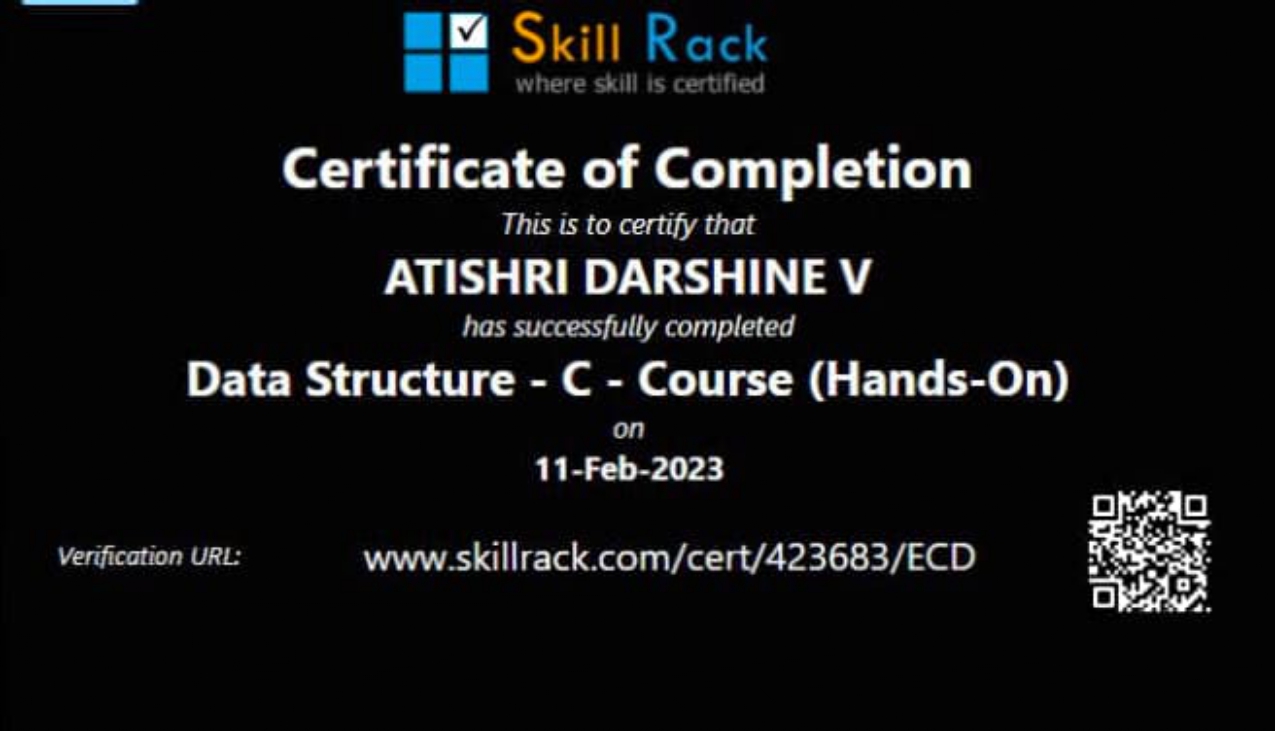 Skill Rack
where skill is certified
Certificate of Completion
This is to certify that
ATISHRI DARSHINE V
has successfully completed
Data Structure - C - Course (Hands-On)
on
11-Feb-2023
Verification URL: www.skillrack.com/cert/423683/ECD